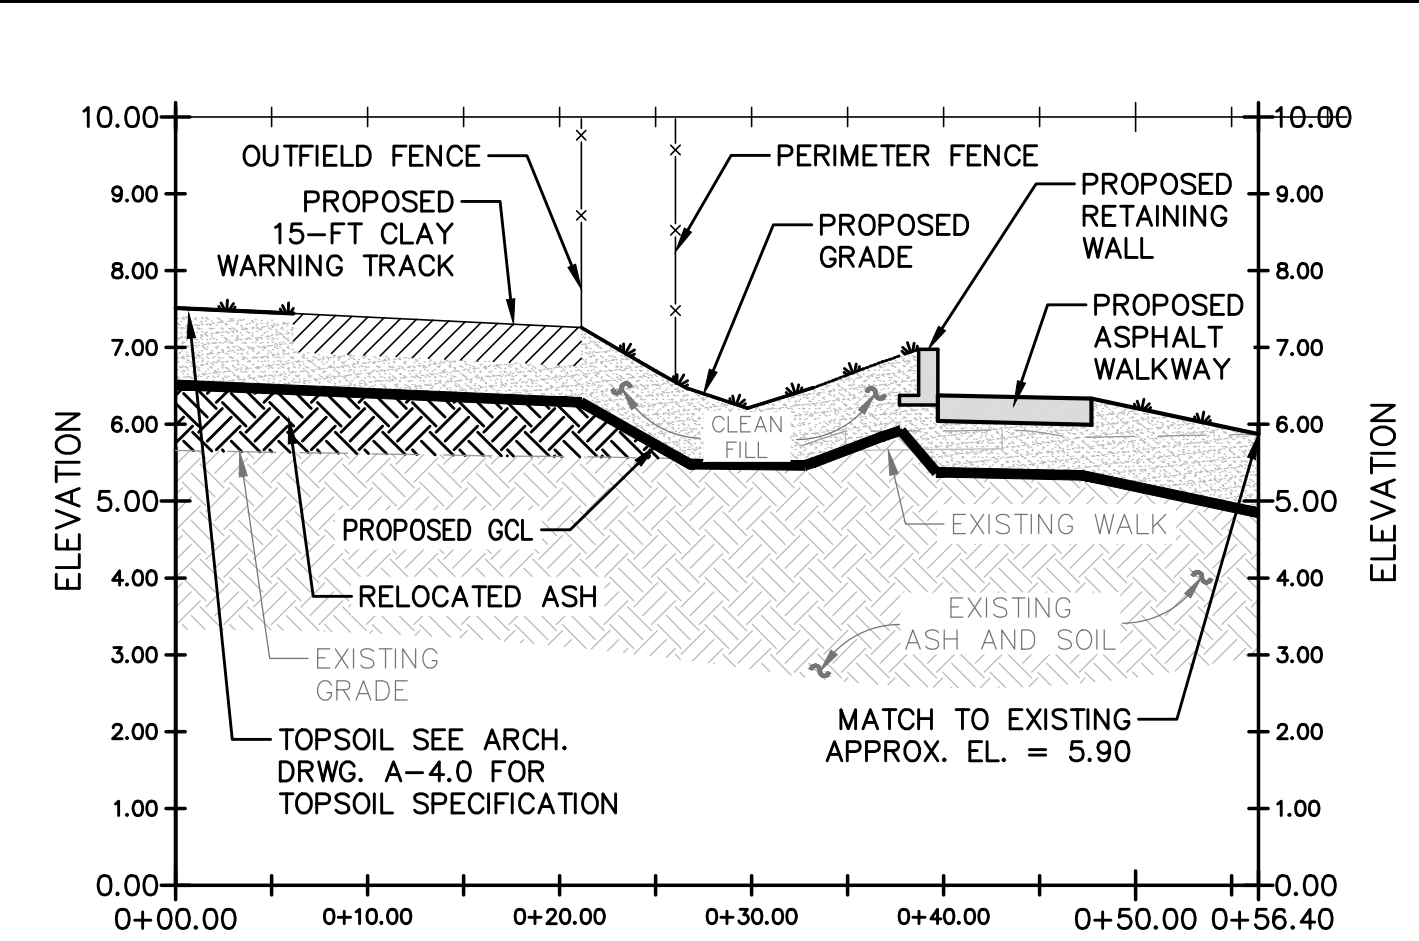 10.00
10.00
OUTFIELD FENCE
PERIMETER FENCE
9.00
PROPOSED
15-FT CLAY
WARNING TRACK
PROPOSED
GRADE
PROPOSED
RETAINING
WALL
9.00
8.00
8.00
PROPOSED
ASPHALT
WALKWAY
7.00
7.00
6.00
CLEAN
FILL
6.00
ELEVATION
ELEVATION
5.00
5.00
PROPOSED GCL
EXISTING WALK
4.00
4.00
RELOCATED ASH
EXISTING
ASH AND SOIL
3.00
EXISTING
GRADE
3.00
2.00
TOPSOIL SEE ARCH.
DRWG. A-4.0 FOR
TOPSOIL SPECIFICATION
MATCH TO EXISTING
APPROX. EL. = 5.90
2.00
1.00
1.00
0.00
0.00
0+00.00
0+10.00
0+20.00
0+30.00
0+40.00
0+50.00
0+56.40